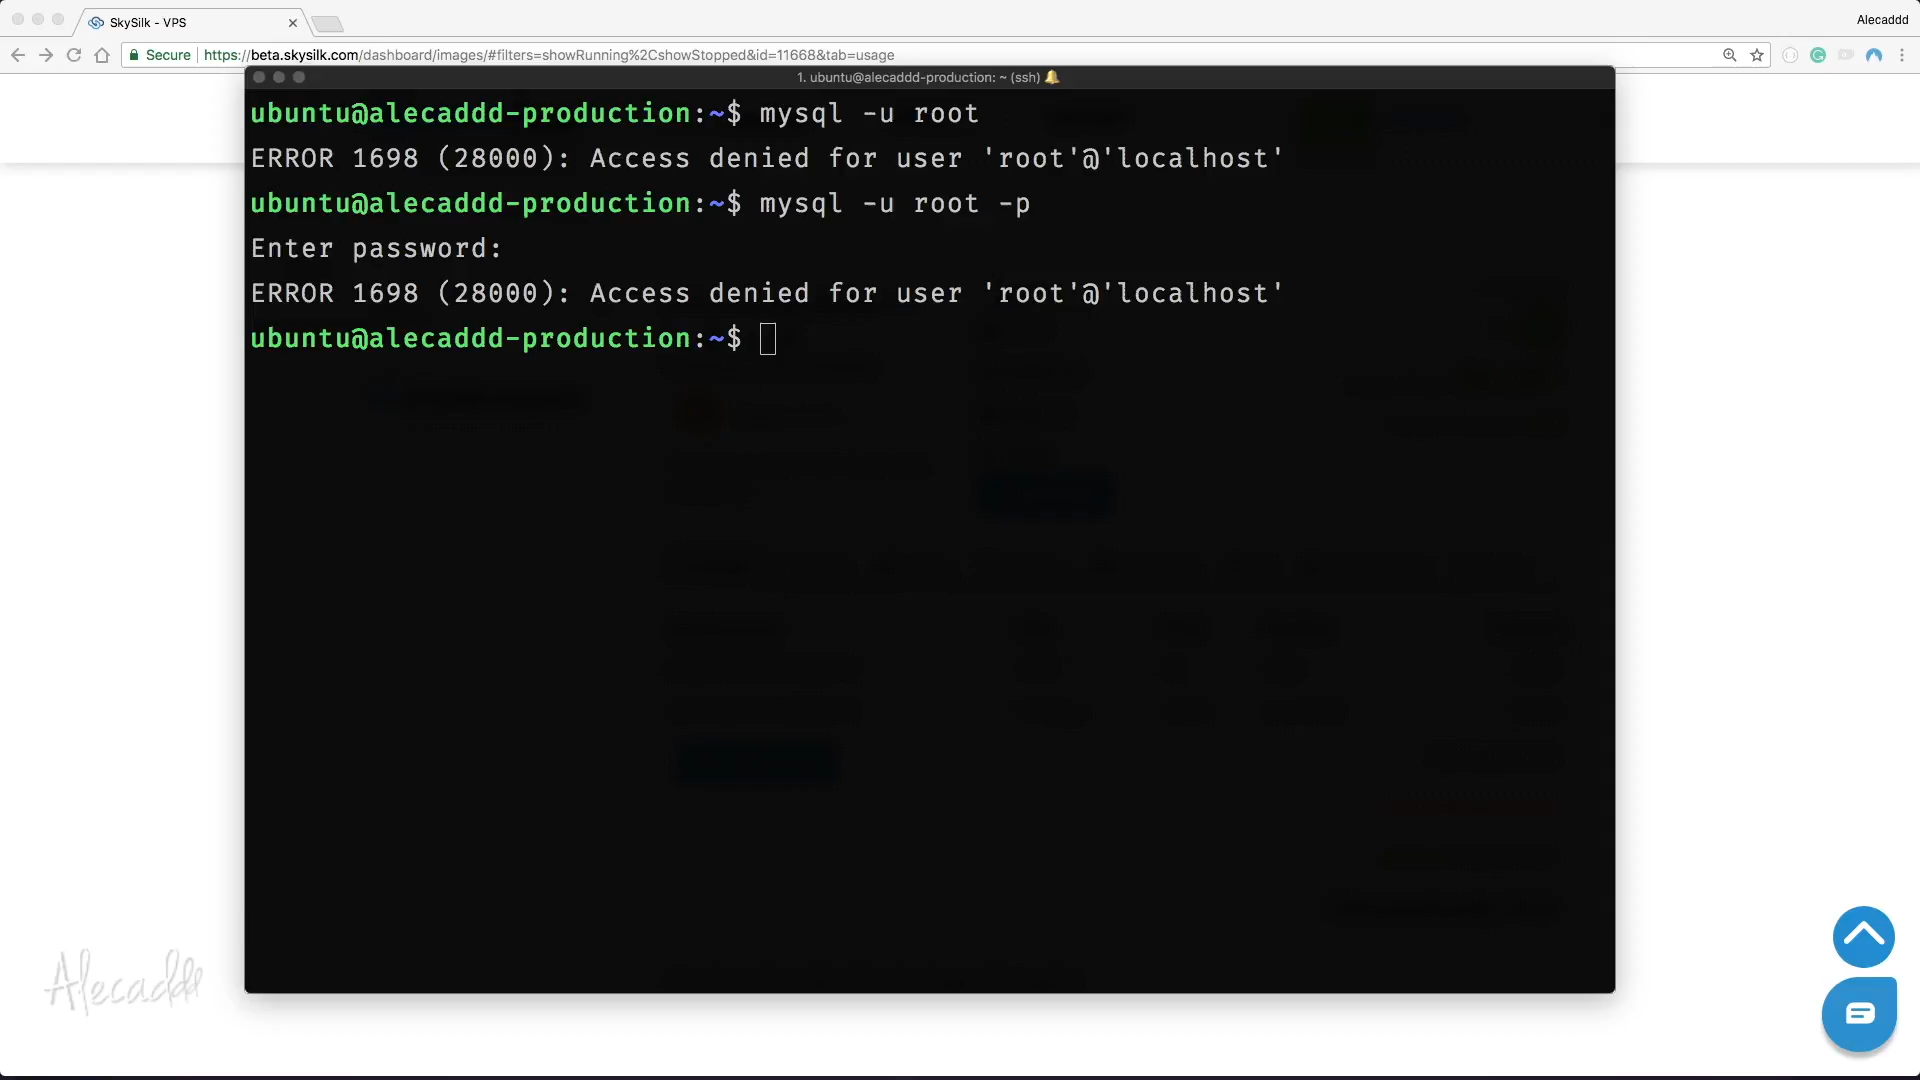 SkySilk - VPS
Alecaddd
Secure https://beta.skysilk.com/dashboard/images/#filters=showRunning%2CshowStopped&id=11668&tab=usage
1. ubuntu@alecaddd-production: ~ (ssh)
ubuntu@alecaddd-production:~$ mysql -u root
ERROR 1698 (28000): Access denied for user 'root'@'localhost'
ubuntu@alecaddd-production:~$ mysql -u root -p
Enter password:
ERROR 1698 (28000): Access denied for user 'root'@'localhost'
ubuntu@alecaddd-production:~$
Alecaddd